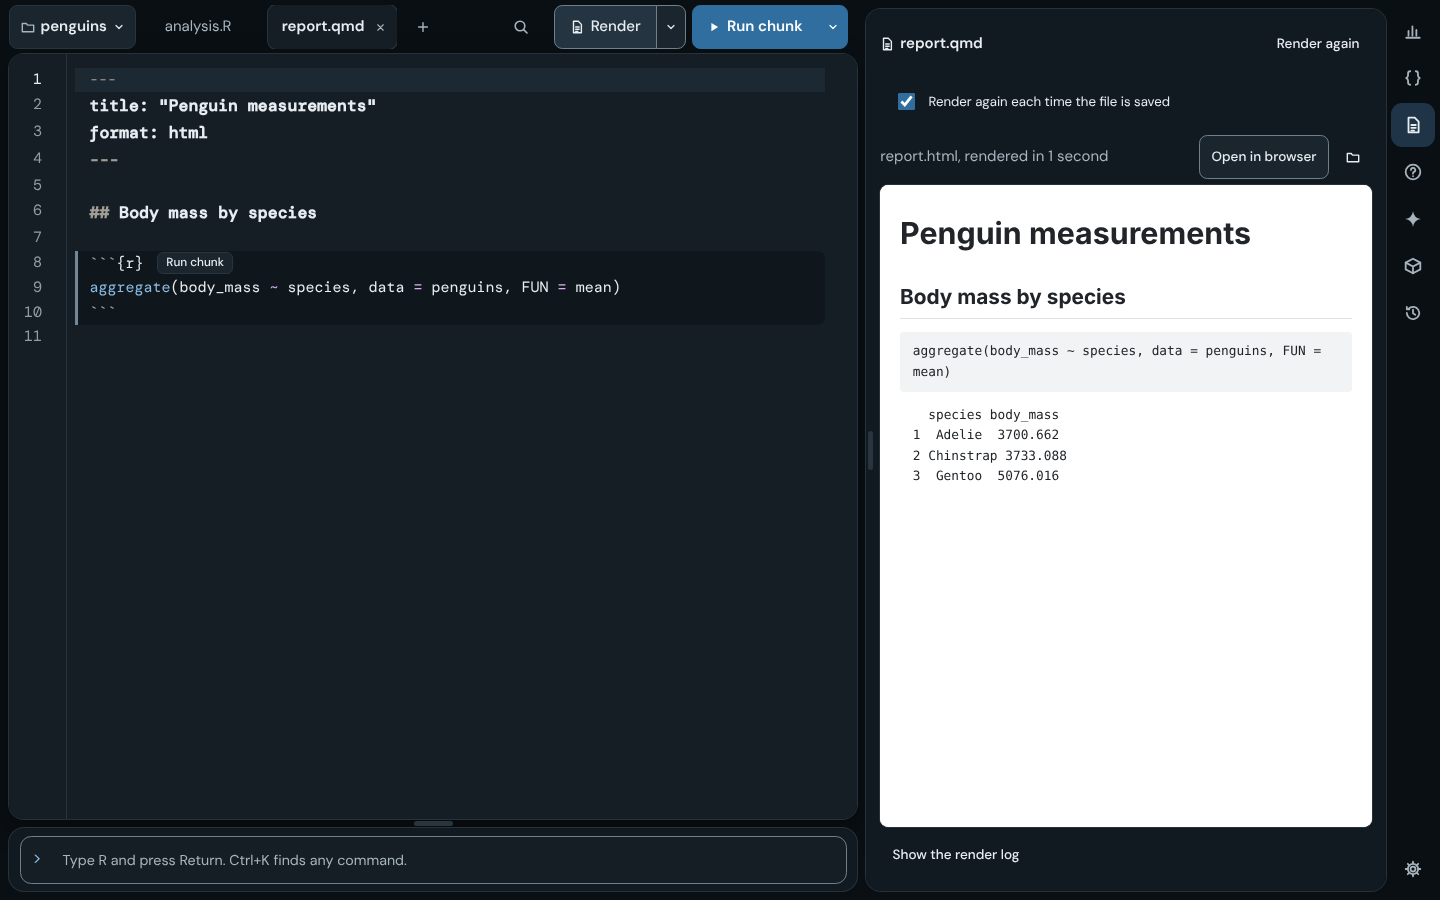 penguins
analysis.R
report.qmd ×
+
Render
Run chunk
1 ---
2 title: "Penguin measurements"
3 format: html
4 ---
5
6 ## Body mass by species
7
8 ```{r} Run chunk
9 aggregate(body_mass ~ species, data = penguins, FUN = mean)
10 ```
11
> Type R and press Return. Ctrl+K finds any command.
report.qmd
Render again
Render again each time the file is saved
report.html, rendered in 1 second
Open in browser
Penguin measurements
Body mass by species
aggregate(body_mass ~ species, data = penguins, FUN =
mean)
species body_mass
1 Adelie 3700.662
2 Chinstrap 3733.088
3 Gentoo 5076.016
Show the render log